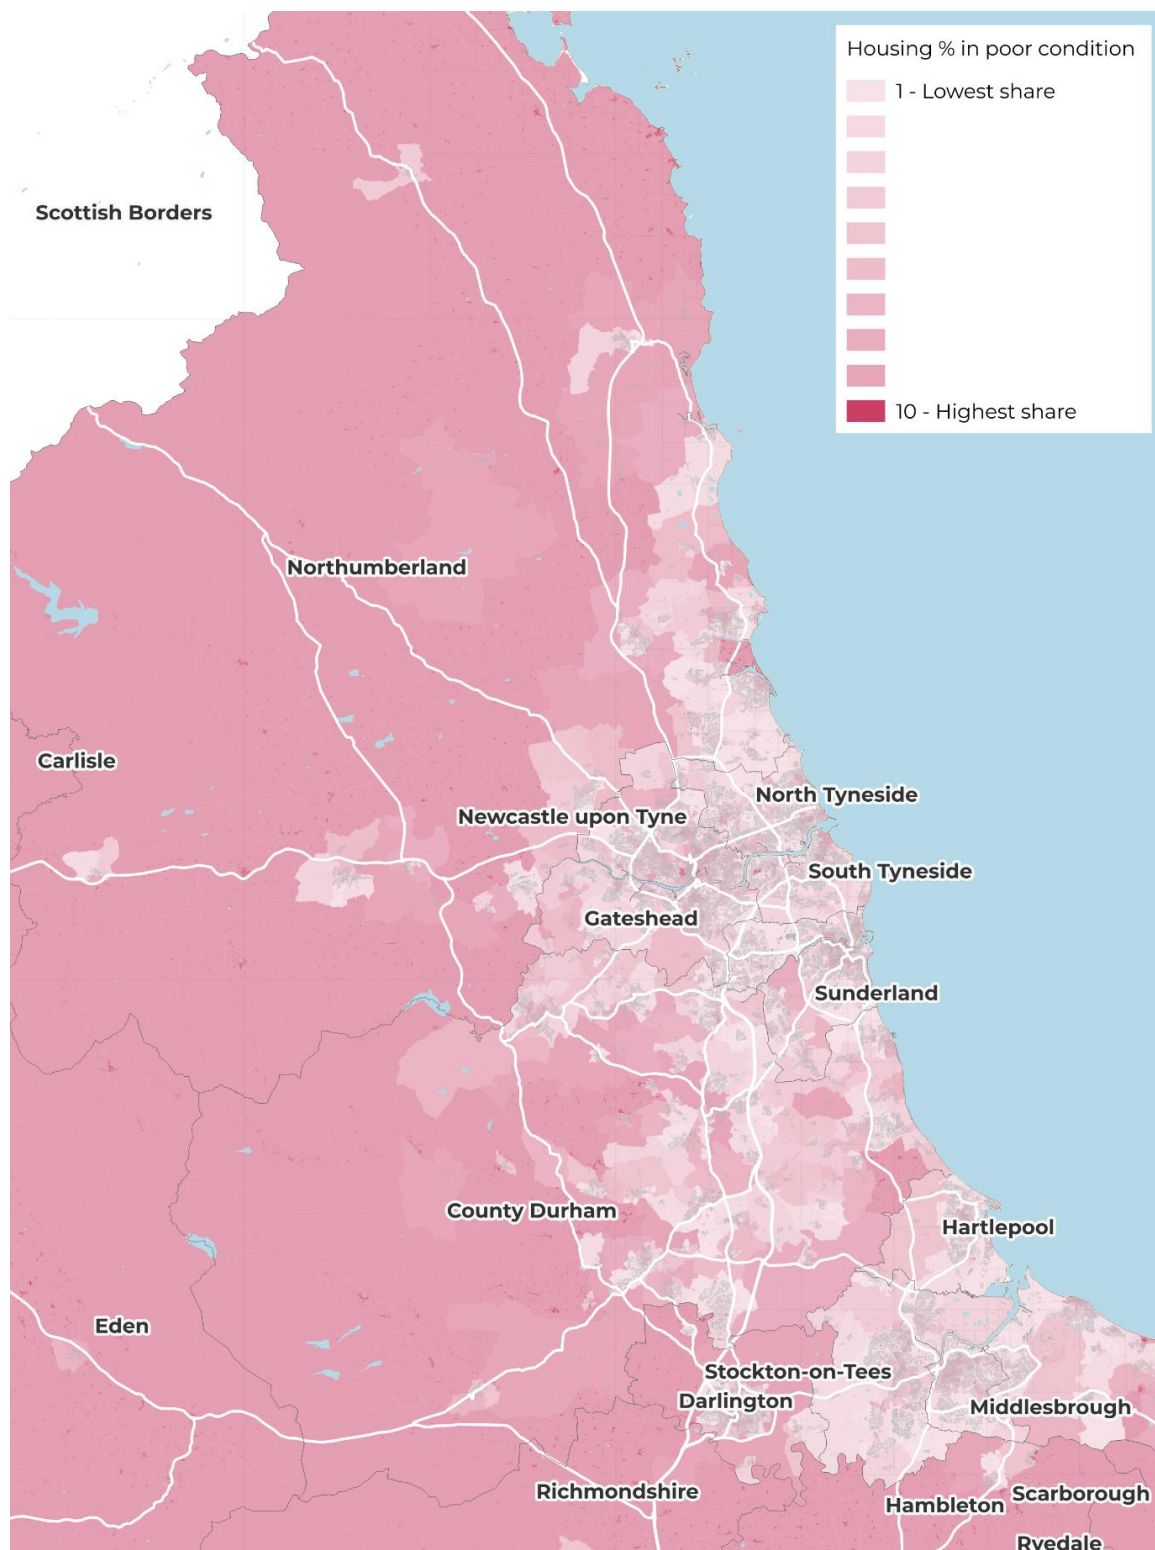 Housing % in poor condition
1 - Lowest share
10 - Highest share
Scottish Borders
Northumberland
Carlisle
North Tyneside
Newcastle upon Tyne
South Tyneside
Gateshead
Sunderland
County Durham
Hartlepool
Eden
Stockton-on-Tees
Darlington
Middlesbrough
Richmondshire
Scarborough
Hambleton
Ryedale